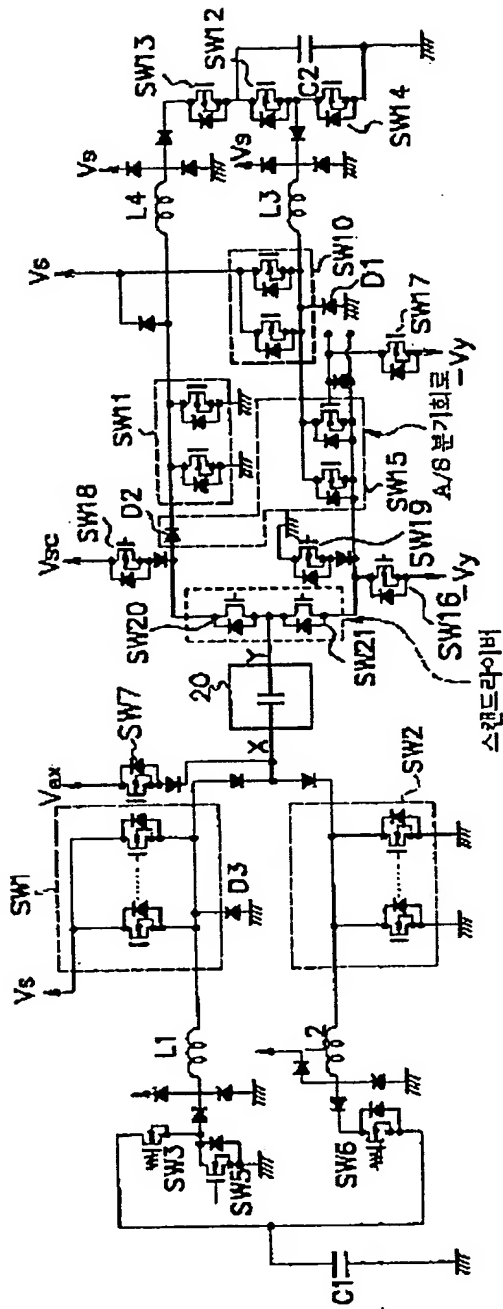 Vs
SW1
Vex
SW7
D3
L1
SW3
SW5
C1
SW6
L2
SW2
X
20
Y
SW20
SW21
스캔드라이버
Vsc
SW18
D2
SW11
SW19
SW16
-Vy
SW15
A/S 분기회로
SW17
-Vy
D1
SW10
Vs
L4
L3
Vs
Vs
SW13
SW12
C2
SW14